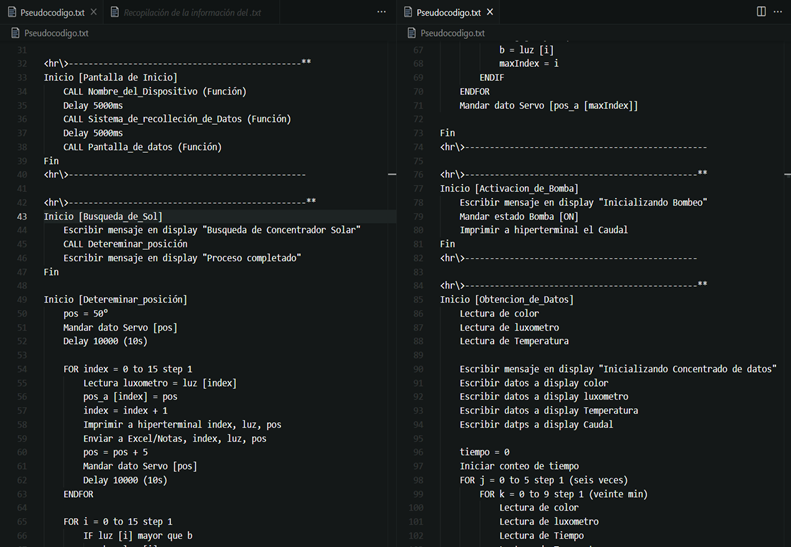 Pseudocodigo.txt
Recopilación de la información del .txt
Pseudocodigo.txt
31
32 <hr\>-----------------------------------------------**
33 Inicio [Pantalla de Inicio]
34 CALL Nombre_del_Dispositivo (Función)
35 Delay 5000ms
36 CALL Sistema_de_recolleción_de_Datos (Función)
37 Delay 5000ms
38 CALL Pantalla_de_datos (Función)
39 Fin
40 <hr\>------------------------------------------------
41
42 <hr\>------------------------------------------------**
43 Inicio [Busqueda_de_Sol]
44 Escribir mensaje en display "Busqueda de Concentrador Solar"
45 CALL Detereminar_posición
46 Escribir mensaje en display "Proceso completado"
47 Fin
48
49 Inicio [Detereminar_posición]
50 pos = 50°
51 Mandar dato Servo [pos]
52 Delay 10000 (10s)
53
54 FOR index = 0 to 15 step 1
55 Lectura luxometro = luz [index]
56 pos_a [index] = pos
57 index = index + 1
58 Imprimir a hiperterminal index, luz, pos
59 Enviar a Excel/Notas, index, luz, pos
60 pos = pos + 5
61 Mandar dato Servo [pos]
62 Delay 10000 (10s)
63 ENDFOR
64
65 FOR i = 0 to 15 step 1
66 IF luz [i] mayor que b
Pseudocodigo.txt
Pseudocodigo.txt
67 b = luz [i]
68 maxIndex = i
69 ENDIF
70 ENDFOR
71 Mandar dato Servo [pos_a [maxIndex]]
72
73 Fin
74 <hr\>-------------------------------------------------
75
76 <hr\>-----------------------------------------------**
77 Inicio [Activacion_de_Bomba]
78 Escribir mensaje en display "Inicializando Bombeo"
79 Mandar estado Bomba [ON]
80 Imprimir a hiperterminal el Caudal
81 Fin
82 <hr\>-----------------------------------------------
83
84 <hr\>-----------------------------------------------**
85 Inicio [Obtencion_de_Datos]
86 Lectura de color
87 Lectura de luxometro
88 Lectura de Temperatura
89
90 Escribir mensaje en display "Inicializando Concentrado de datos"
91 Escribir datos a display color
92 Escribir datos a display luxometro
93 Escribir datos a display Temperatura
94 Escribir datps a display Caudal
95
96 tiempo = 0
97 Iniciar conteo de tiempo
98 FOR j = 0 to 5 step 1 (seis veces)
99 FOR k = 0 to 9 step 1 (veinte min)
100 Lectura de color
101 Lectura de luxometro
102 Lectura de Tiempo